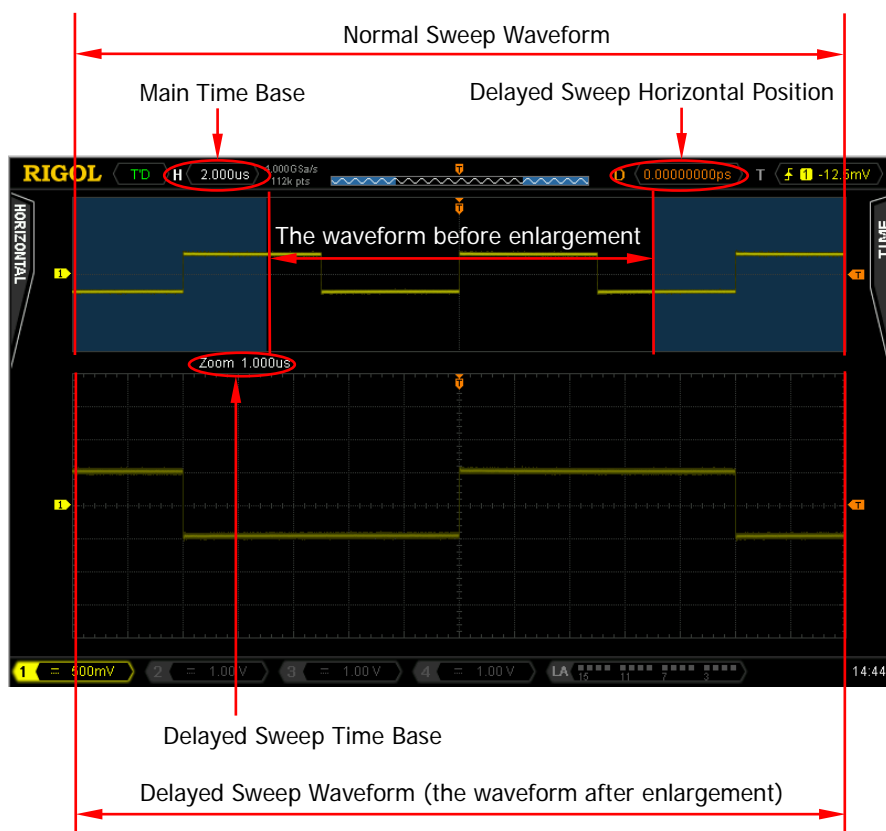 Normal Sweep Waveform
Main Time Base
Delayed Sweep Horizontal Position
RIGOL T'D H 2.000us D 0.00000000ps T 1 -12.5mV
000GSa/s
112k pts
T
HORIZONTAL
TIME
T
The waveform before enlargement
1
T
Zoom 1.000us
T
1
T
1 = 500mV 2 = 1.00 V 3 = 1.00 V 4 = 1.00 V LA 15 11 7 3 14:44
Delayed Sweep Time Base
Delayed Sweep Waveform (the waveform after enlargement)